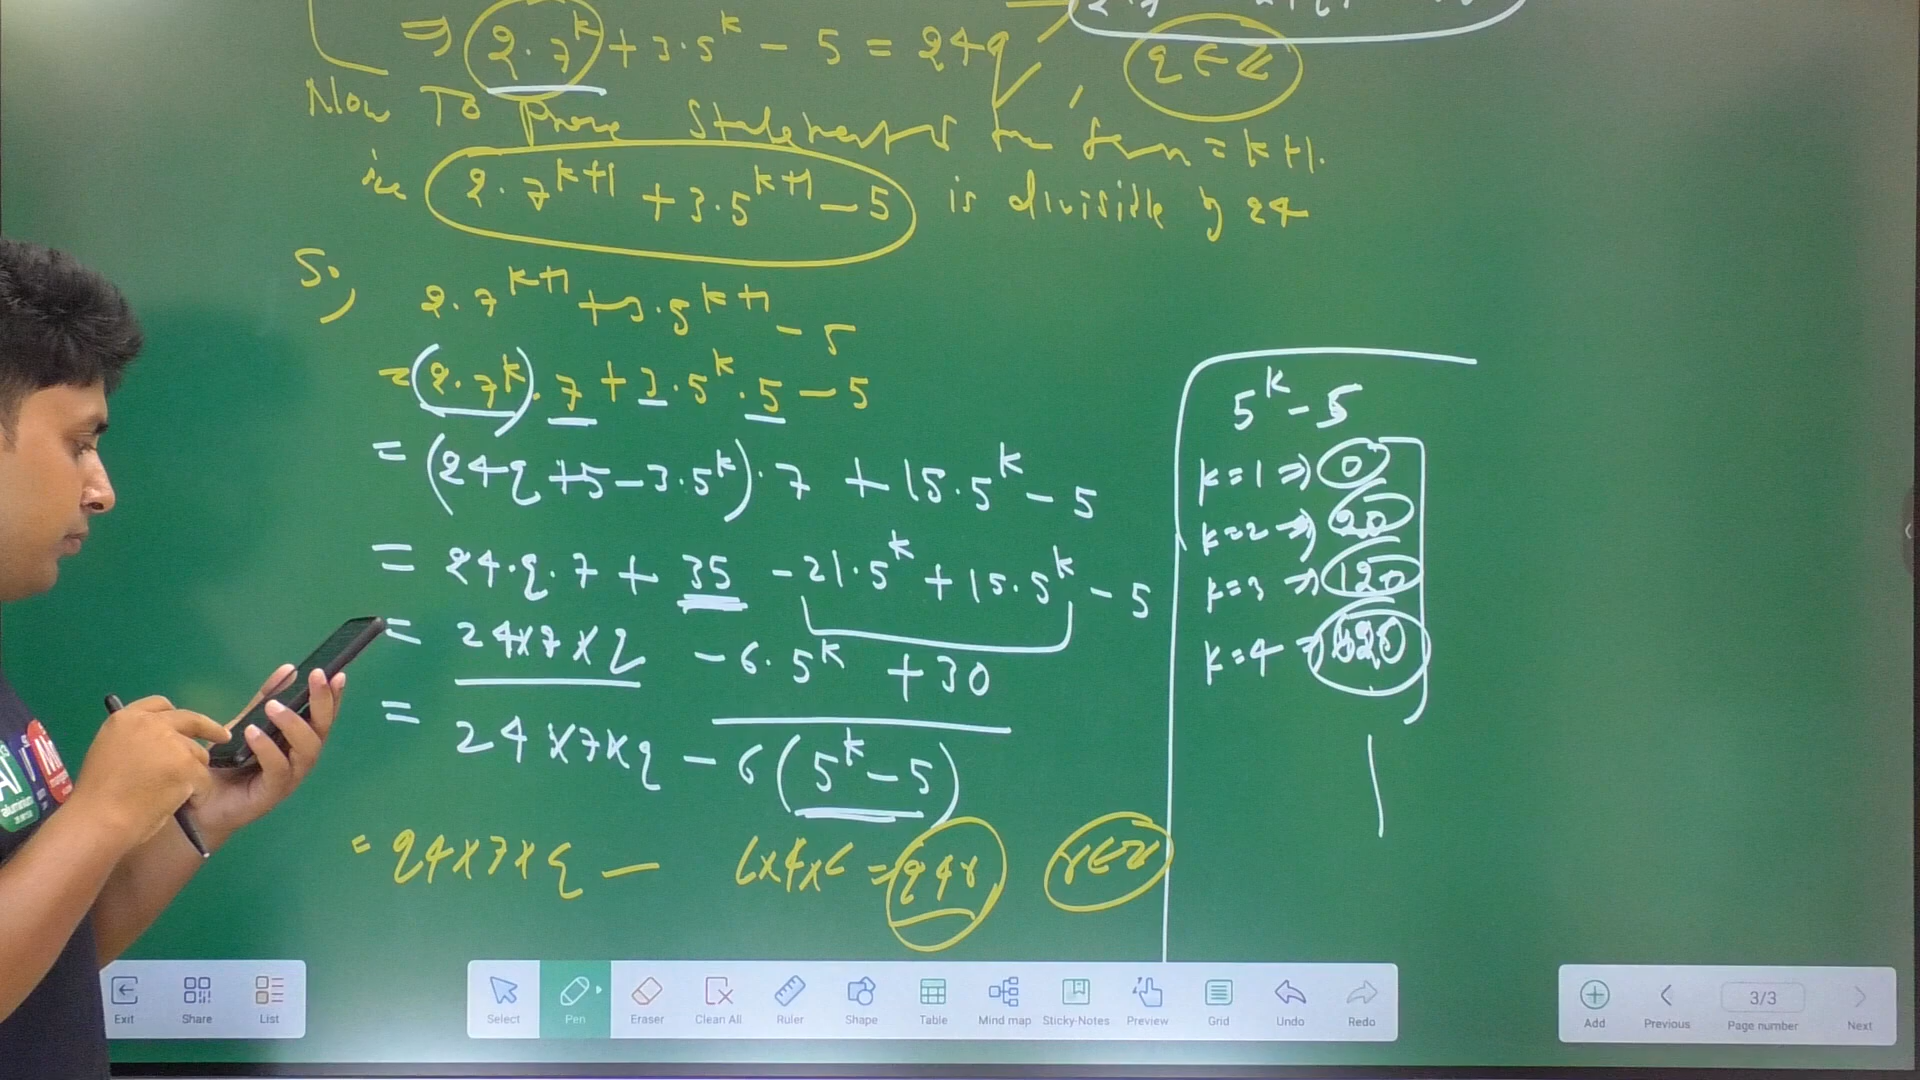 ⇒ 2·7^k + 3·5^k − 5 = 24q, q ∈ Z
Now To prove statement is true for n = k+1.
i.e 2·7^{k+1} + 3·5^{k+1} − 5 is divisible by 24
So, 2·7^{k+1} + 3·5^{k+1} − 5
= (2·7^k)·7 + 3·5^k·5 − 5
= (24q + 5 − 3·5^k)·7 + 15·5^k − 5
= 24·q·7 + 35 − 21·5^k + 15·5^k − 5
= 24×7×q − 6·5^k + 30
= 24×7×q − 6(5^k − 5)
= 24×7×q − 6×4×6 = 24r r∈Z
5^k − 5
k=1 ⇒ 0
k=2 ⇒ 20
k=3 ⇒ 120
k=4 ⇒ 620
Exit Share List
Select Pen Eraser Clean All Ruler Shape Table Mind map Sticky-Notes Preview Grid Undo Redo
Add Previous 3/3 Page number Next